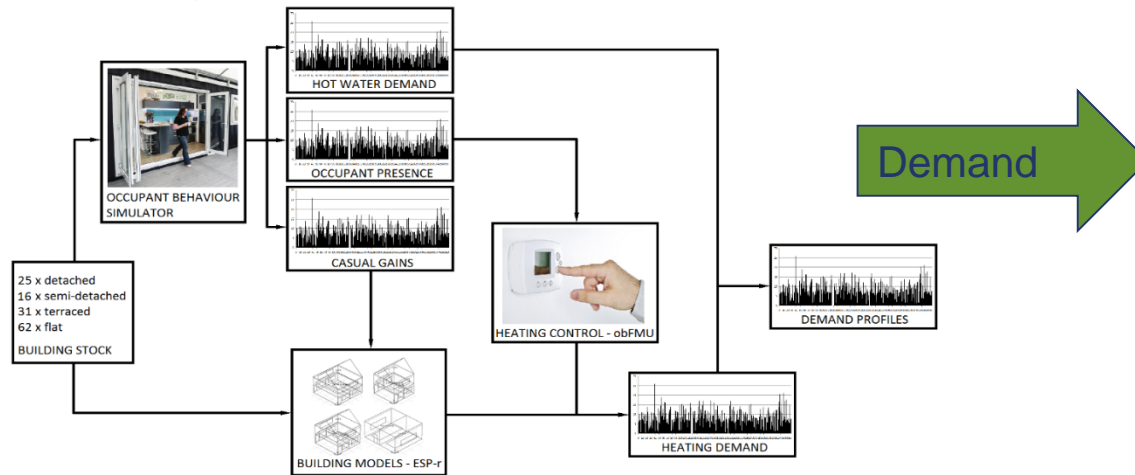 HOT WATER DEMAND
OCCUPANT PRESENCE
CASUAL GAINS
OCCUPANT BEHAVIOUR
SIMULATOR
25 x detached
16 x semi-detached
31 x terraced
62 x flat
BUILDING STOCK
HEATING CONTROL - obFMU
BUILDING MODELS - ESP-r
HEATING DEMAND
DEMAND PROFILES
Demand